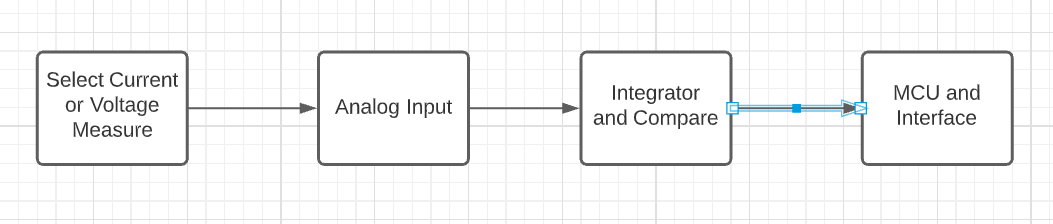 Select Current
or Voltage
Measure
Analog Input
Integrator
and Compare
MCU and
Interface